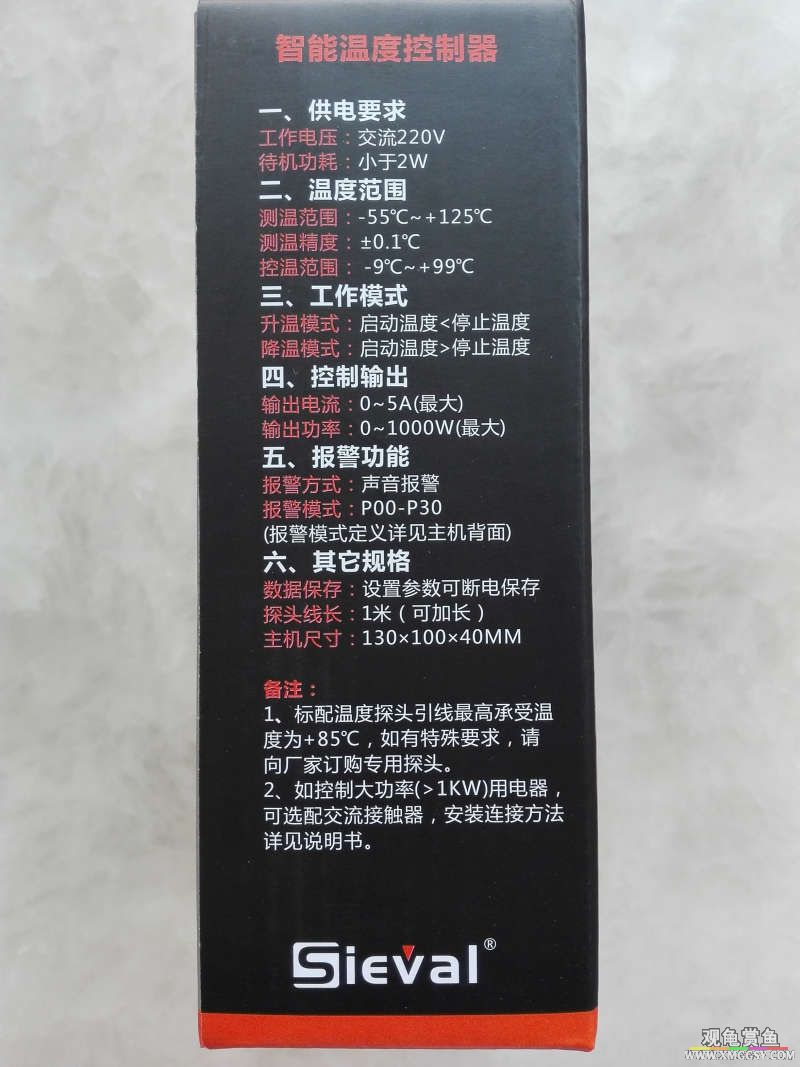 智能温度控制器
一、供电要求
工作电压：交流220V
待机功耗：小于2W
二、温度范围
测温范围：-55℃~+125℃
测温精度：±0.1℃
控温范围： -9℃~+99℃
三、工作模式
升温模式：启动温度<停止温度
降温模式：启动温度>停止温度
四、控制输出
输出电流：0~5A(最大)
输出功率：0~1000W(最大)
五、报警功能
报警方式：声音报警
报警模式：P00-P30
(报警模式定义详见主机背面)
六、其它规格
数据保存：设置参数可断电保存
探头线长：1米（可加长）
主机尺寸：130×100×40MM
备注：
1、标配温度探头引线最高承受温
度为+85℃，如有特殊要求，请
向厂家订购专用探头。
2、如控制大功率(>1KW)用电器，
可选配交流接触器，安装连接方法
详见说明书。
Sieval®
观龟赏鱼
WWW.XMGGSY.COM